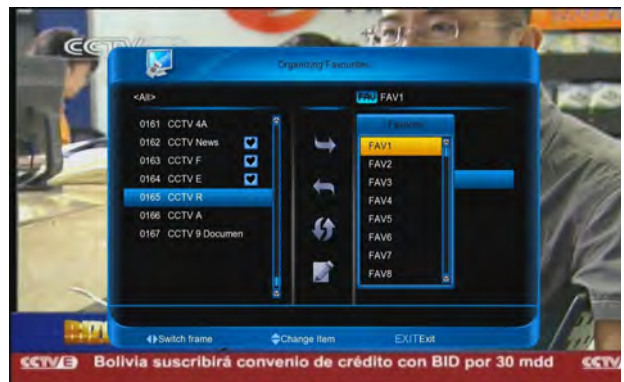 CCTV
Organizing Favourites
<All>
FAV FAV1
0161 CCTV 4A
0162 CCTV News
0163 CCTV F
0164 CCTV E
0165 CCTV R
0166 CCTV A
0167 CCTV 9 Documen
Favorite
FAV1
FAV2
FAV3
FAV4
FAV5
FAV6
FAV7
FAV8
Switch frame
Change Item
EXIT Exit
CCTV/E Bolivia suscribirá convenio de crédito con BID por 30 mdd CCTV